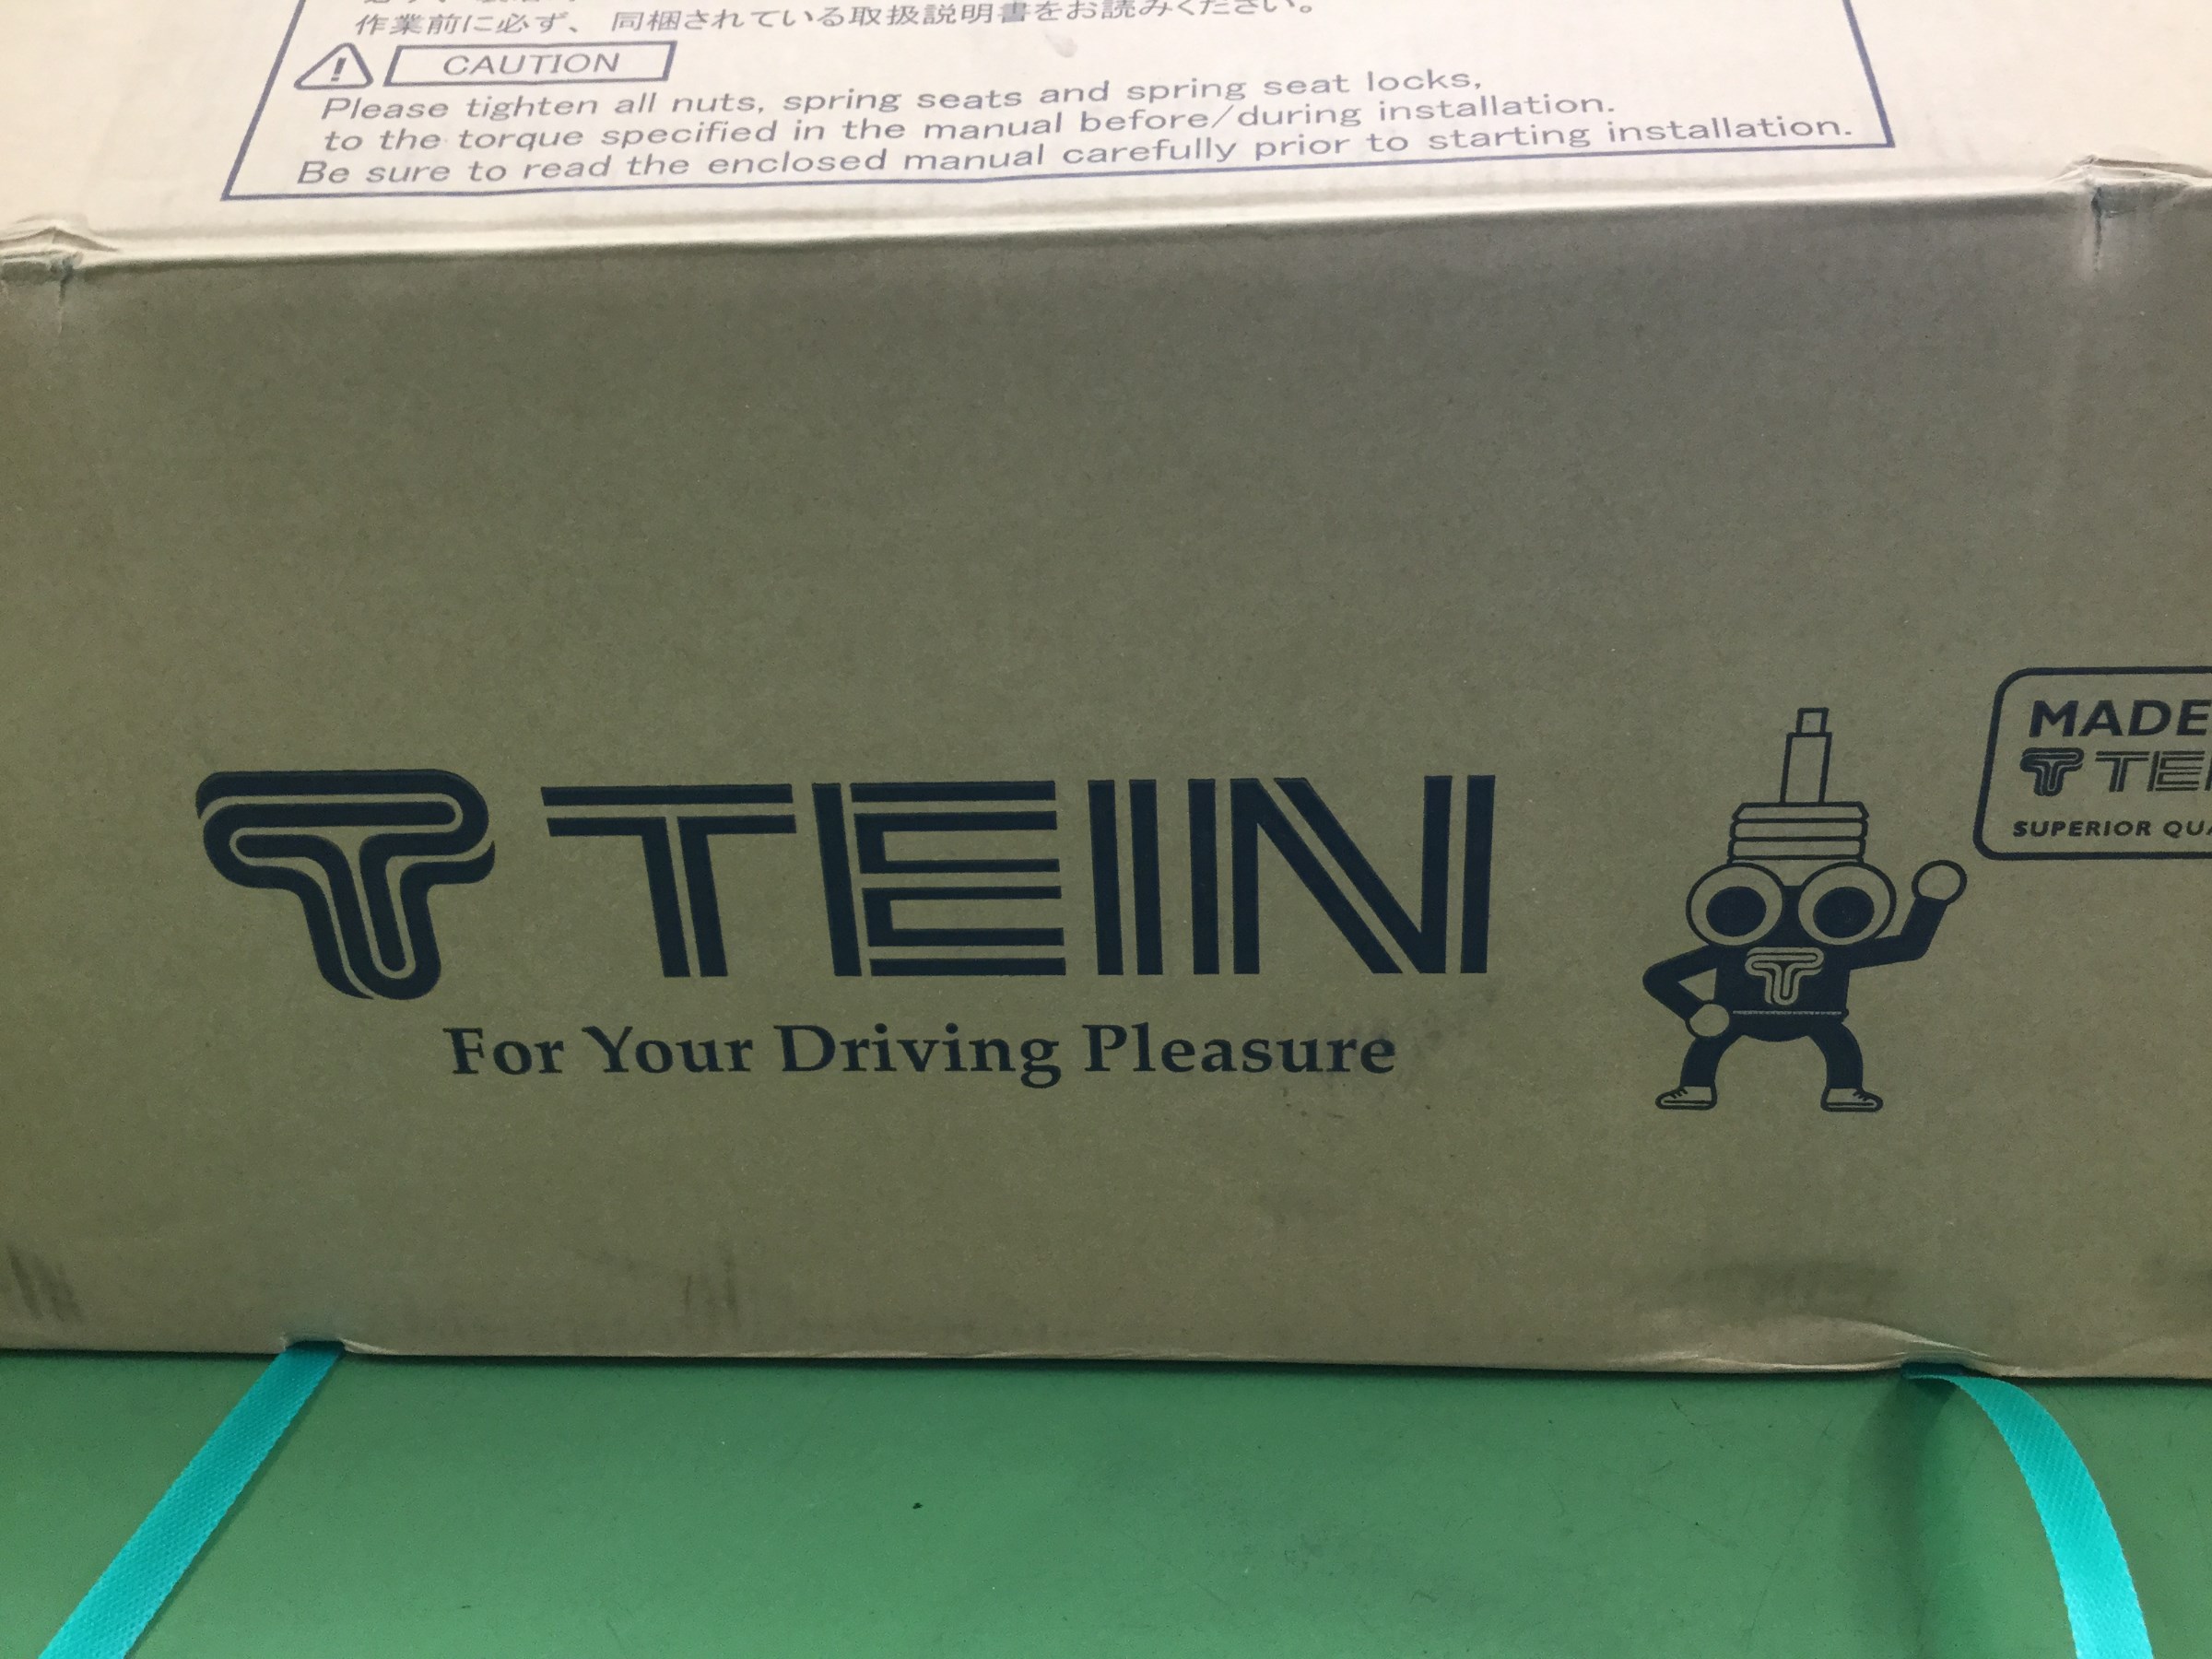 作業前に必ず、同梱されている取扱説明書をお読みください。
CAUTION
Please tighten all nuts, spring seats and spring seat locks,
to the torque specified in the manual before/during installation.
Be sure to read the enclosed manual carefully prior to starting installation.
MADE
TEIN
SUPERIOR
TEIN
For Your Driving Pleasure